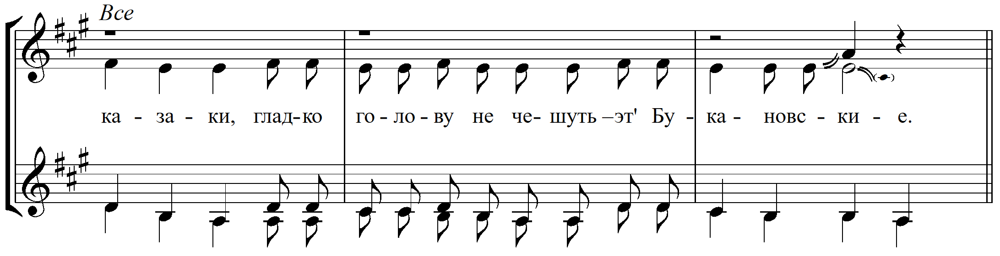 Все
ка - за - ки, глад-ко го - ло - ву не че- шуть –эт' Бу - ка - новс - ки - е.